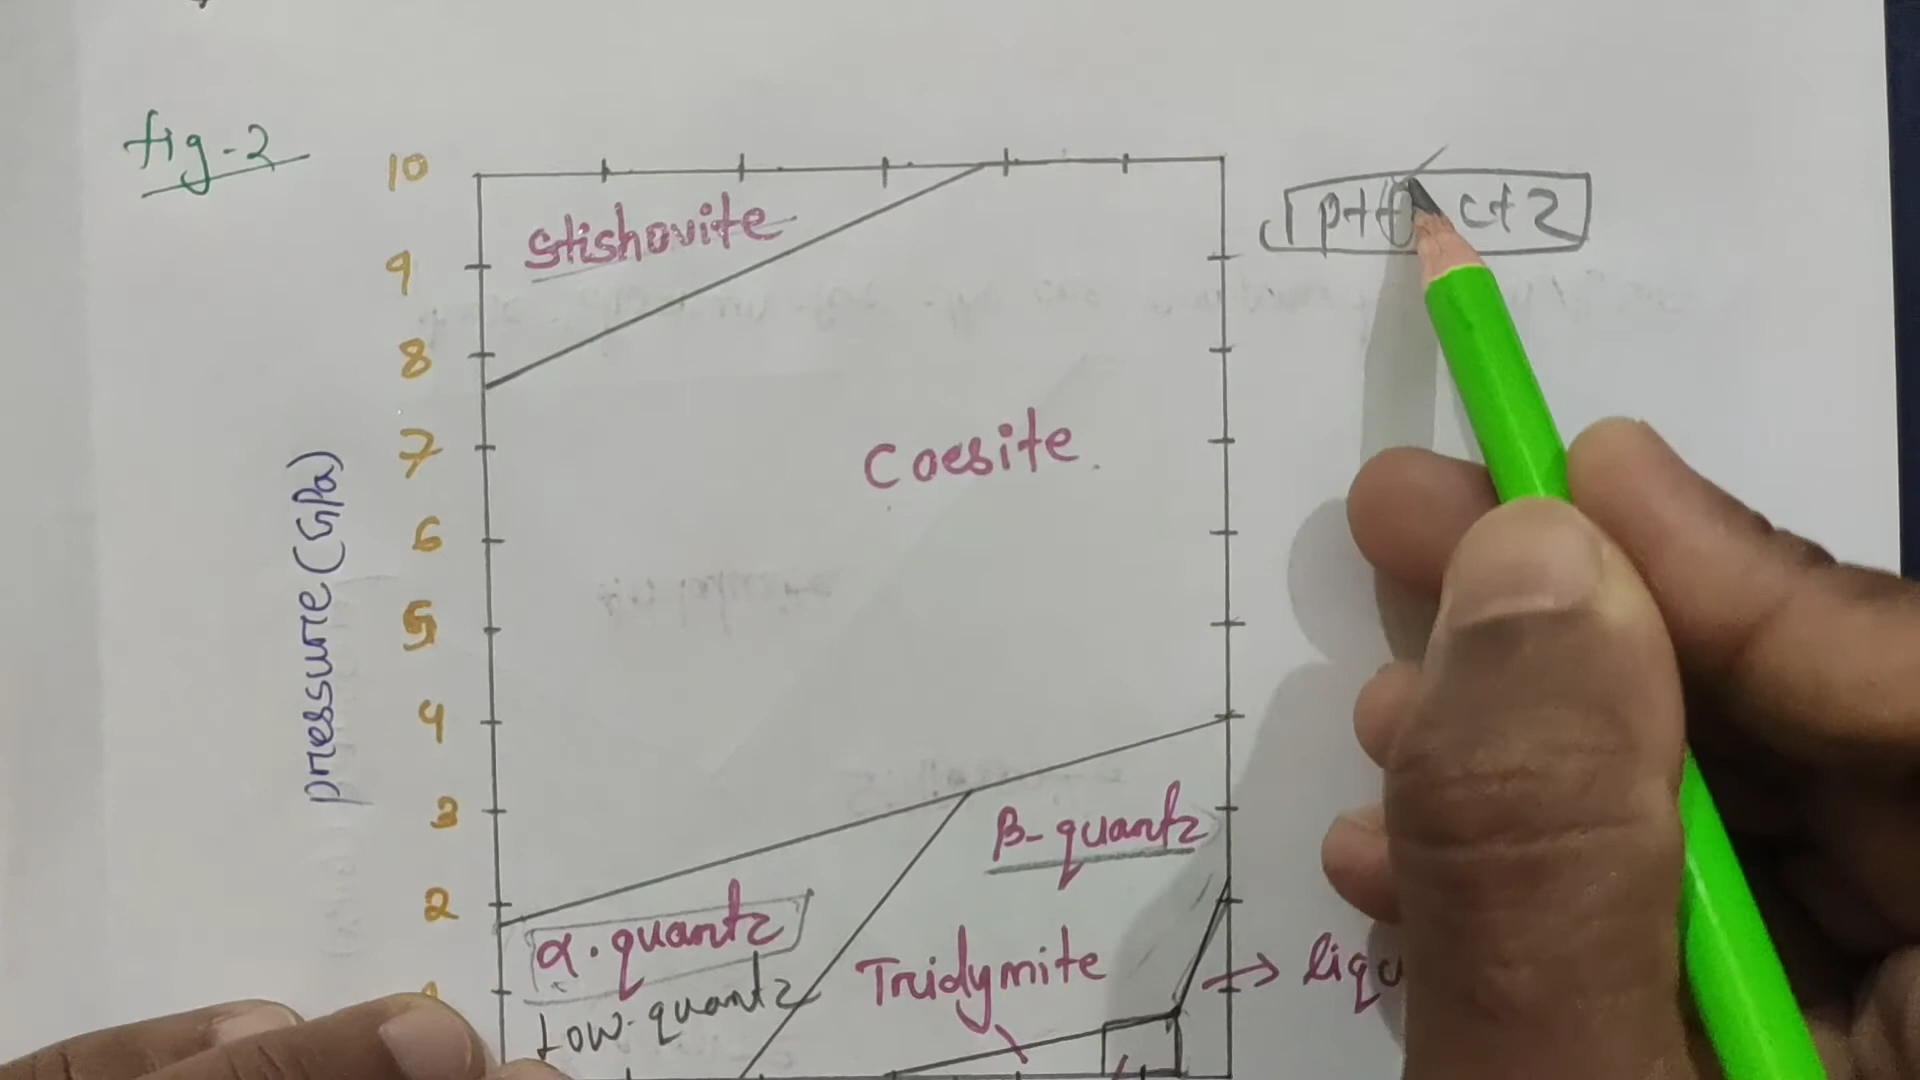 fig-2
10
Stishovite
9
8
7
Coesite
6
5
4
3
2
pressure (GPa)
β-quartz
α-quartz
Low-quartz
Tridymite